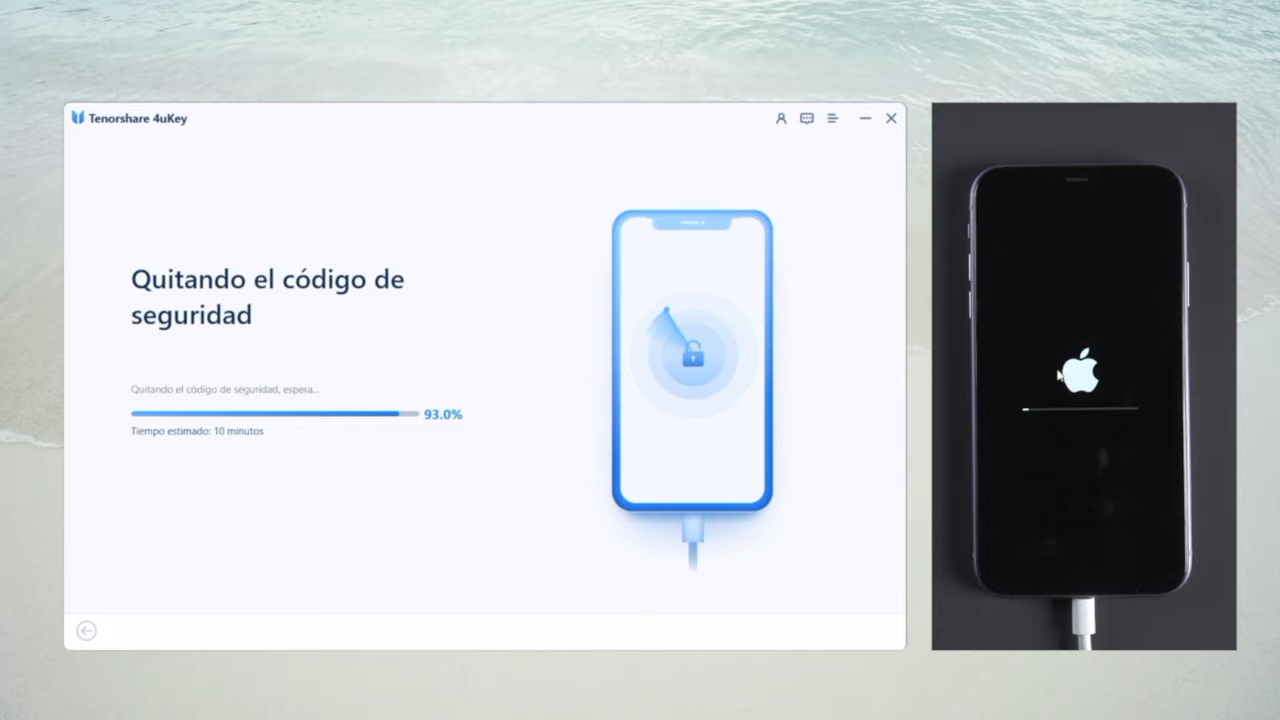 Tenorshare 4uKey
Quitando el código de
seguridad
Quitando el código de seguridad, espera...
93.0%
Tiempo estimado: 10 minutos